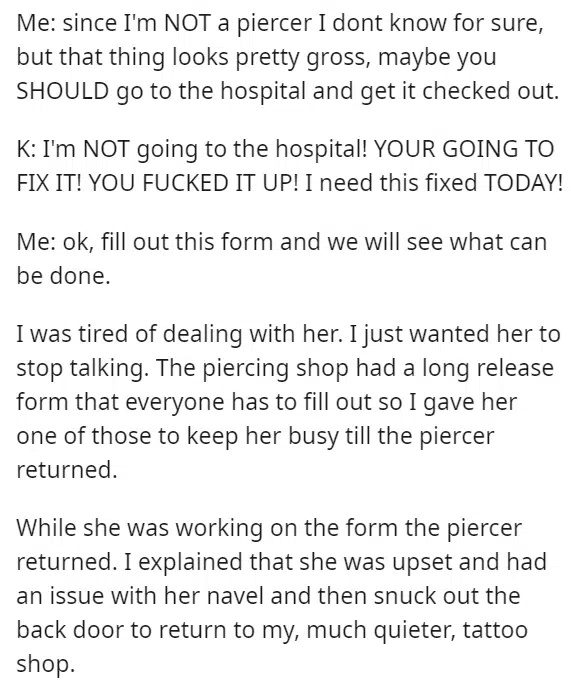 Me: since I'm NOT a piercer I dont know for sure,
but that thing looks pretty gross, maybe you
SHOULD go to the hospital and get it checked out.
K: I'm NOT going to the hospital! YOUR GOING TO
FIX IT! YOU FUCKED IT UP! I need this fixed TODAY!
Me: ok, fill out this form and we will see what can
be done.
I was tired of dealing with her. I just wanted her to
stop talking. The piercing shop had a long release
form that everyone has to fill out so I gave her
one of those to keep her busy till the piercer
returned.
While she was working on the form the piercer
returned. I explained that she was upset and had
an issue with her navel and then snuck out the
back door to return to my, much quieter, tattoo
shop.